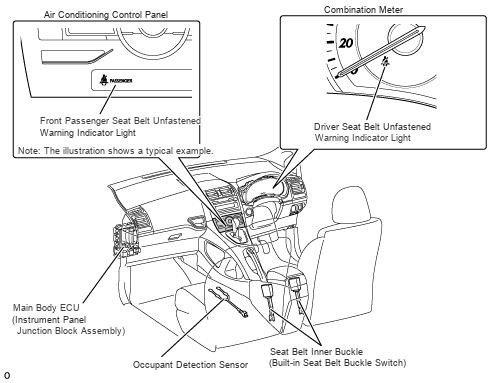 Air Conditioning Control Panel
Combination Meter
PASSENGER
20
Front Passenger Seat Belt Unfastened
Warning Indicator Light
Note: The illustration shows a typical example.
Driver Seat Belt Unfastened
Warning Indicator Light
Main Body ECU
(Instrument Panel
Junction Block Assembly)
Occupant Detection Sensor
Seat Belt Inner Buckle
(Built-in Seat Belt Buckle Switch)
o